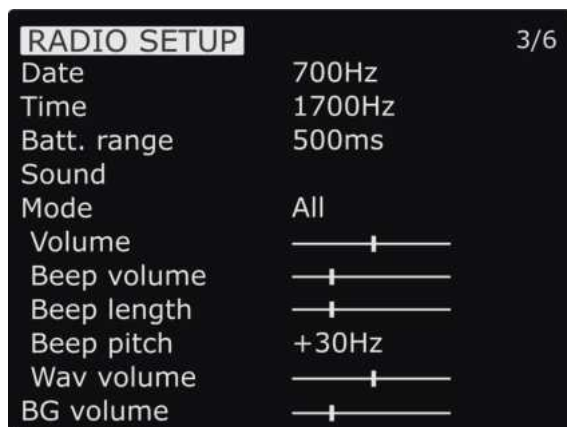 RADIO SETUP 3/6
Date 700Hz
Time 1700Hz
Batt. range 500ms
Sound
Mode All
Volume
Beep volume
Beep length
Beep pitch +30Hz
Wav volume
BG volume